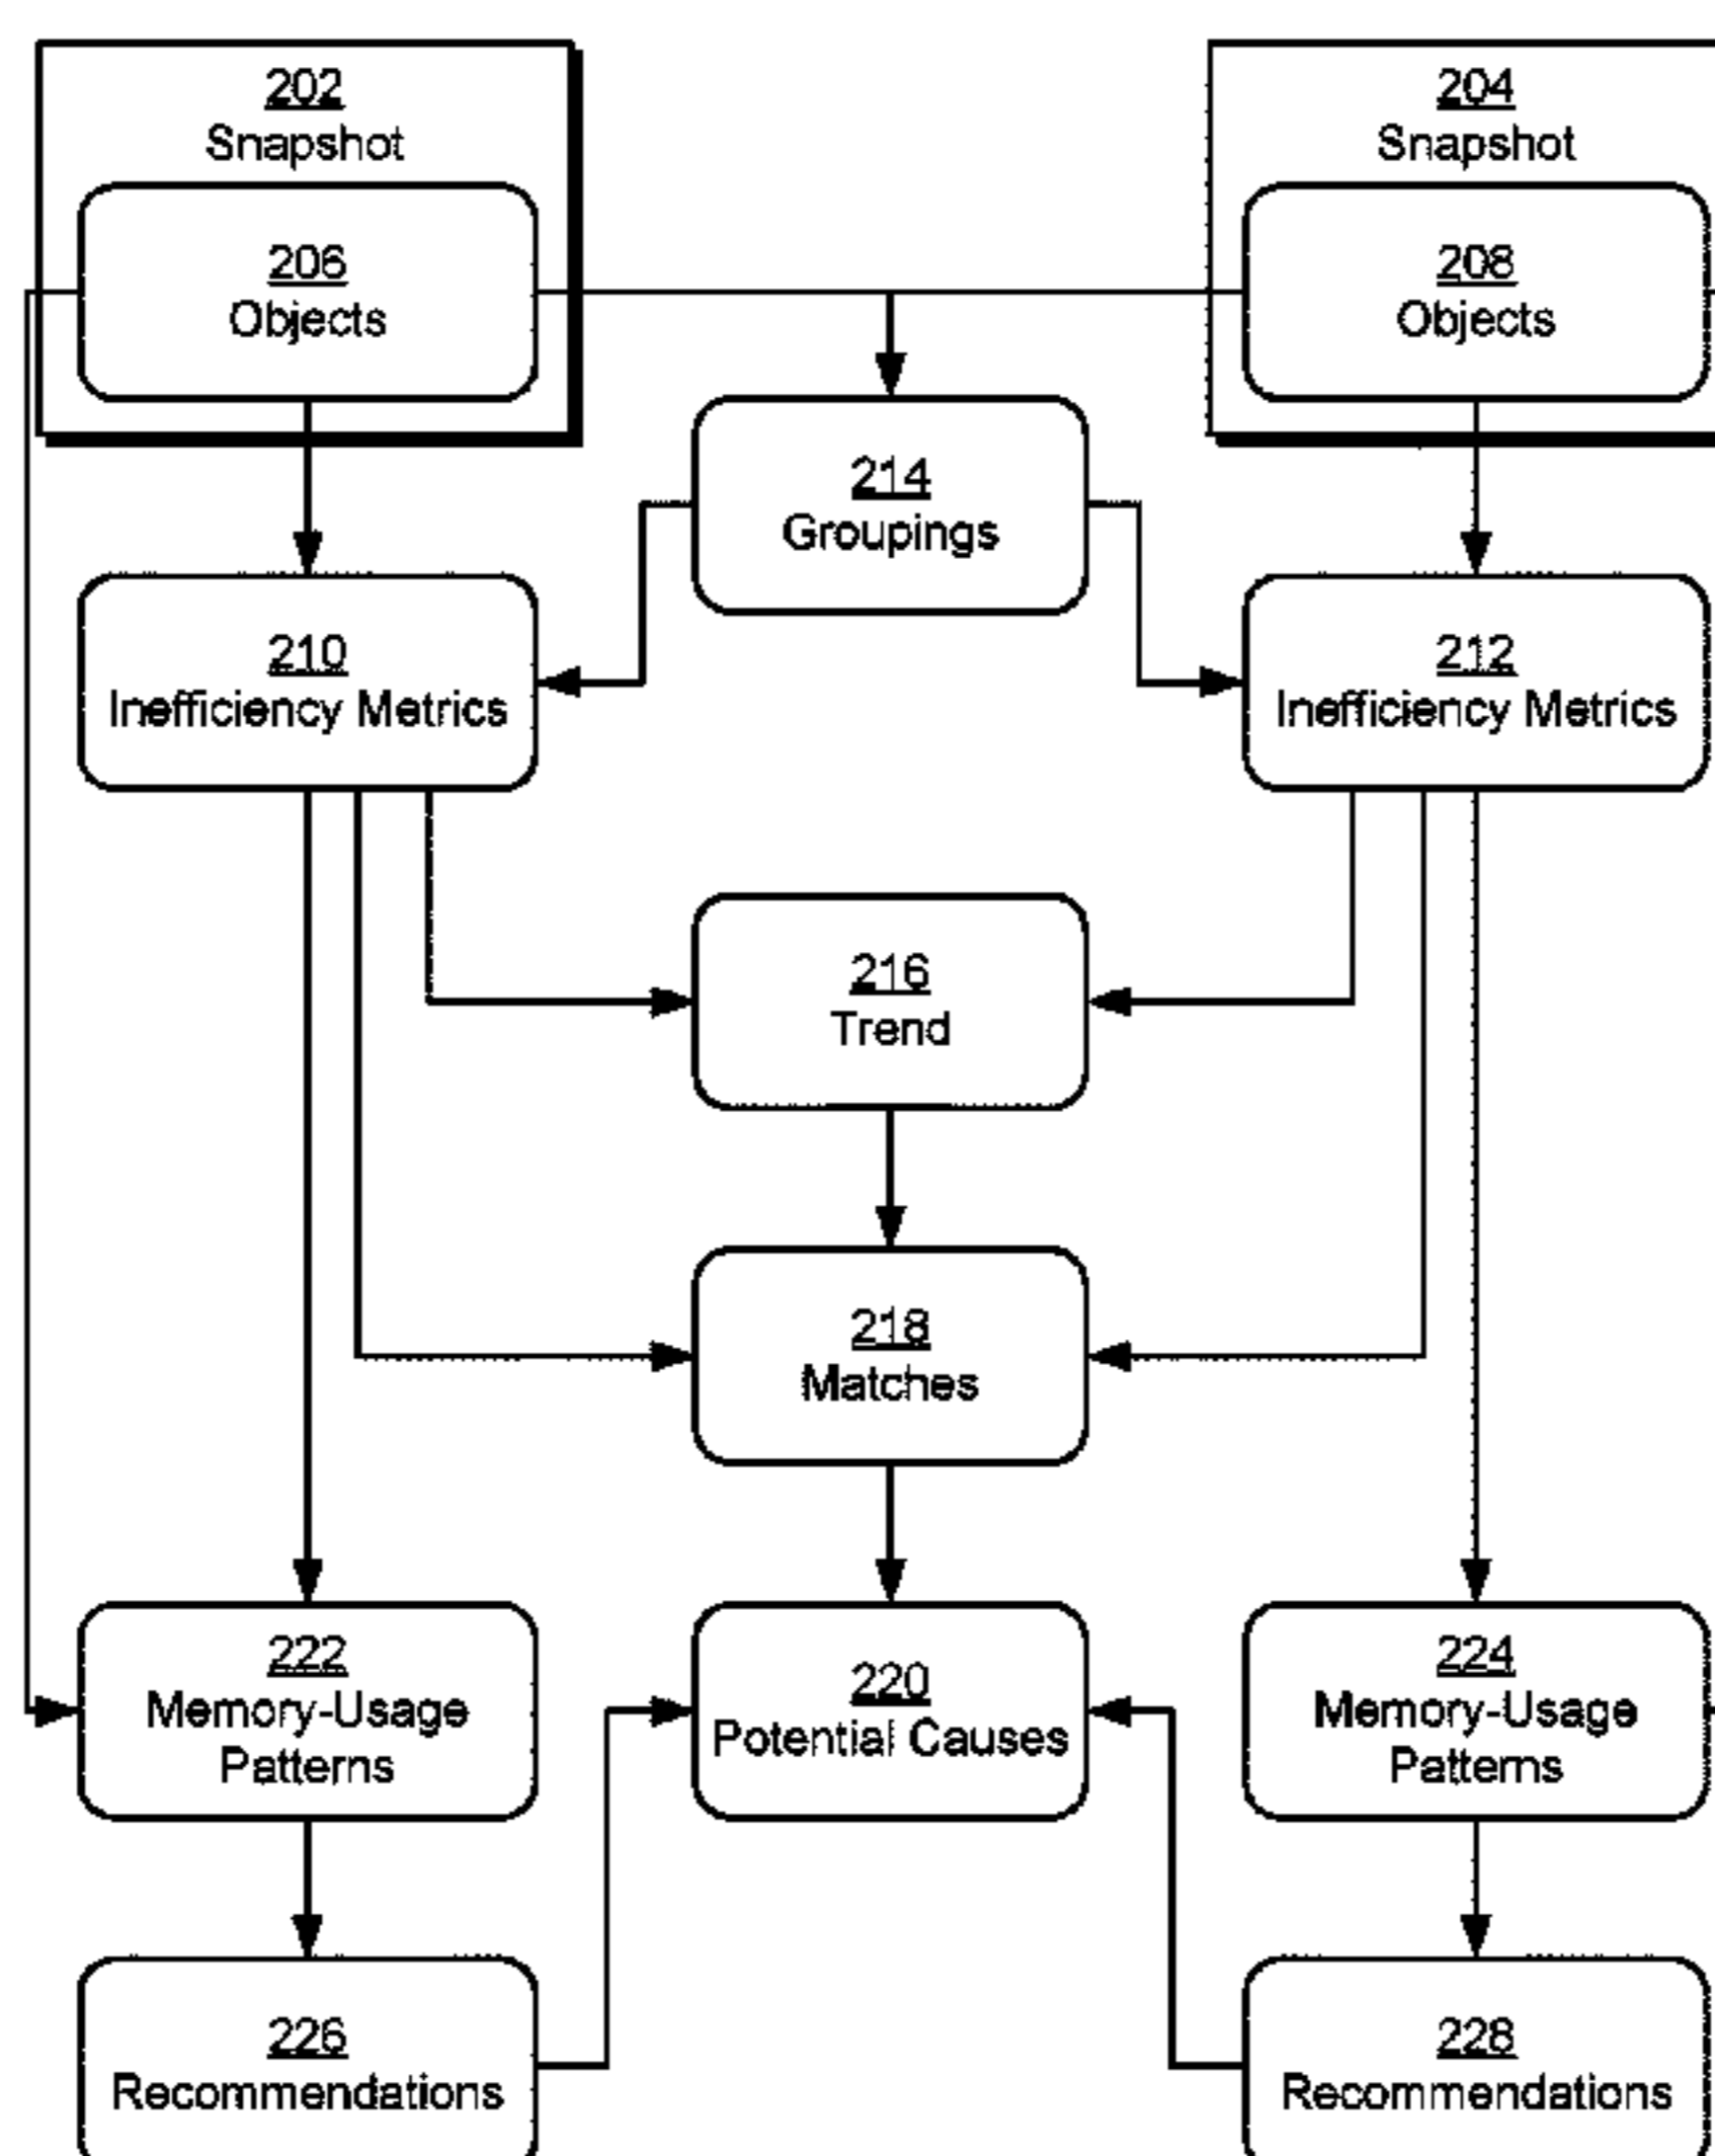 202
Snapshot
204
Snapshot
206
Objects
208
Objects
214
Groupings
210
Inefficiency Metrics
212
Inefficiency Metrics
216
Trend
218
Matches
222
Memory-Usage
Patterns
220
Potential Causes
224
Memory-Usage
Patterns
226
Recommendations
228
Recommendations